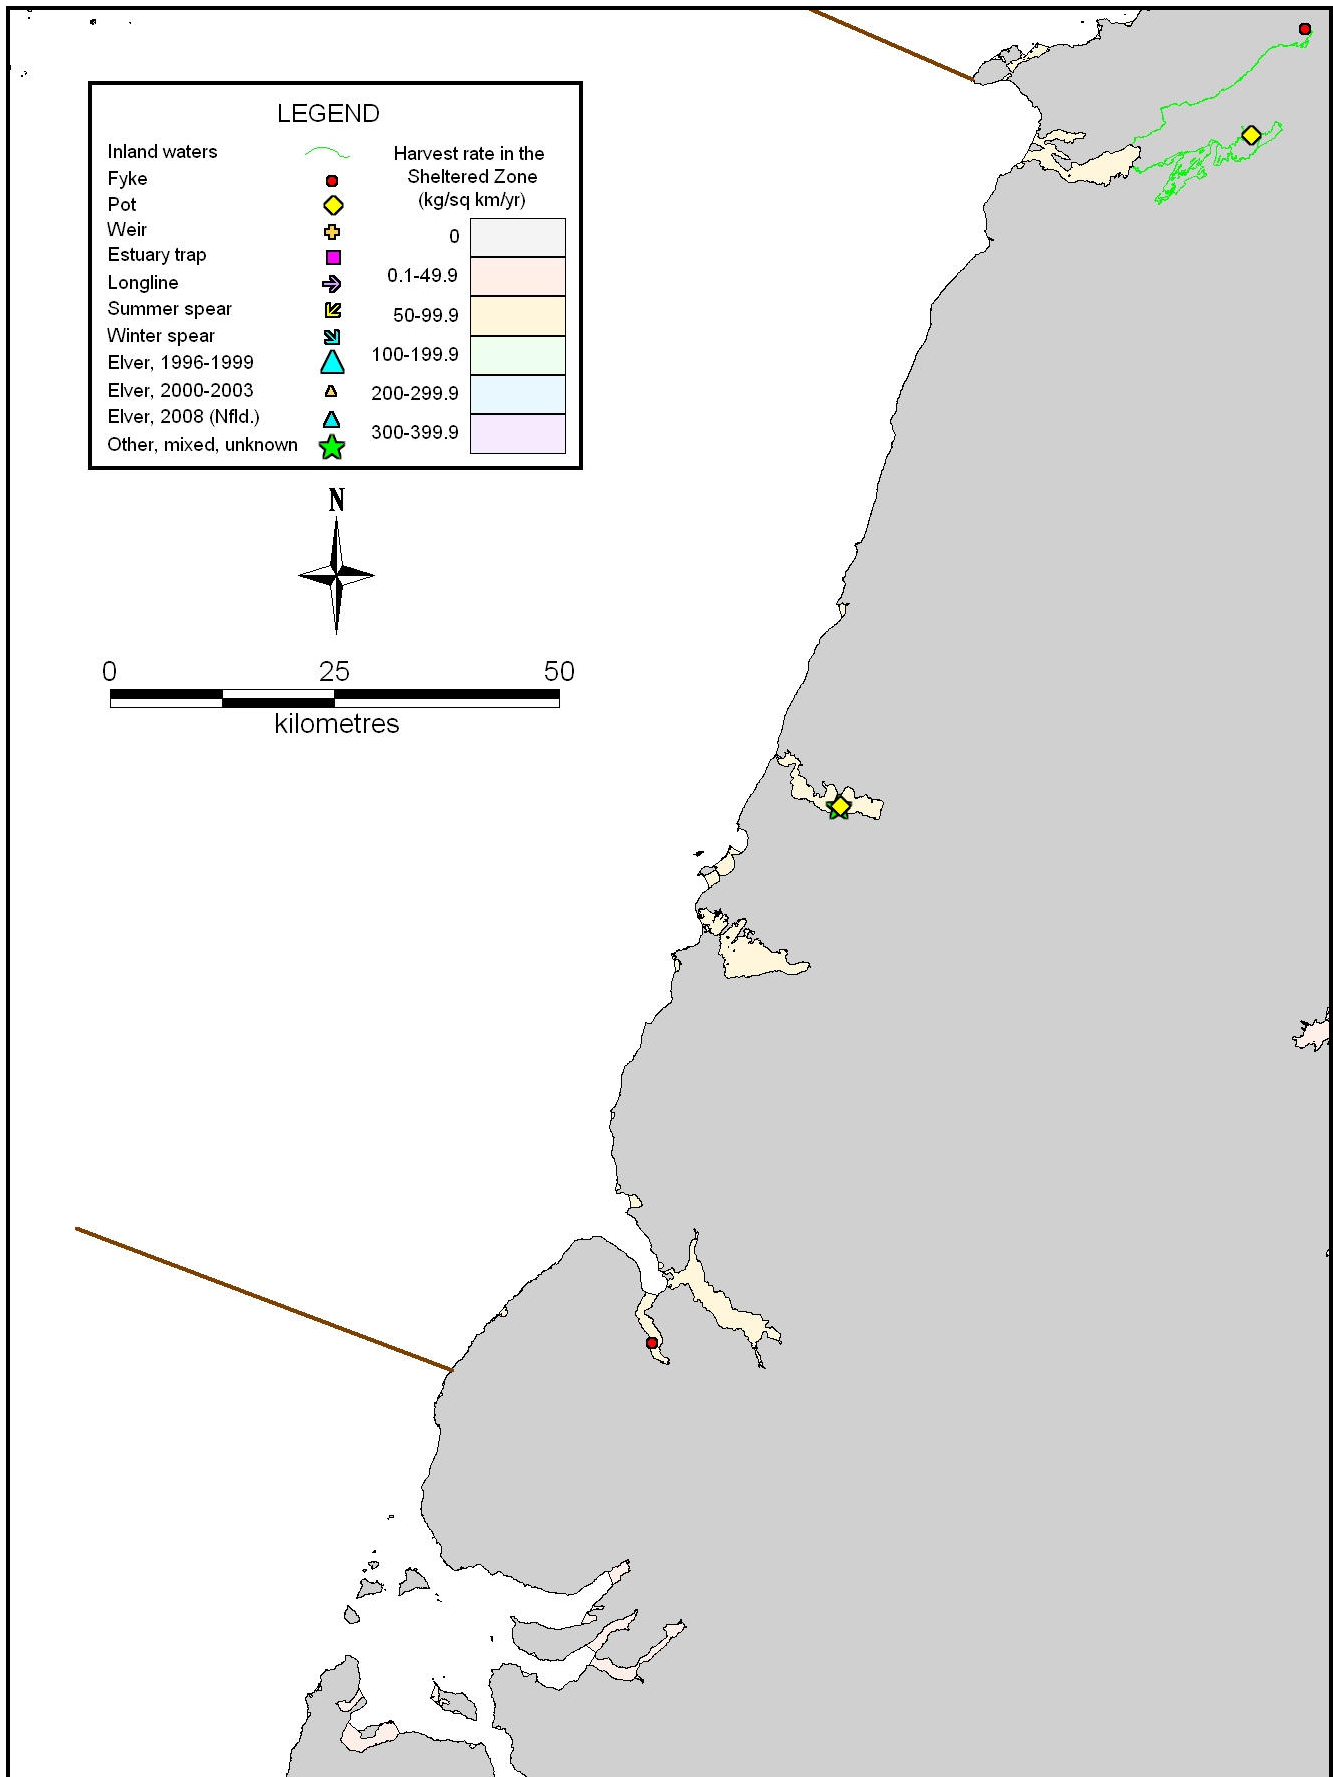 LEGEND
Inland waters
Fyke
Pot
Weir
Estuary trap
Longline
Summer spear
Winter spear
Elver, 1996-1999
Elver, 2000-2003
Elver, 2008 (Nfld.)
Other, mixed, unknown
Harvest rate in the
Sheltered Zone
(kg/sq km/yr)
0
0.1-49.9
50-99.9
100-199.9
200-299.9
300-399.9
N
0 25 50
kilometres